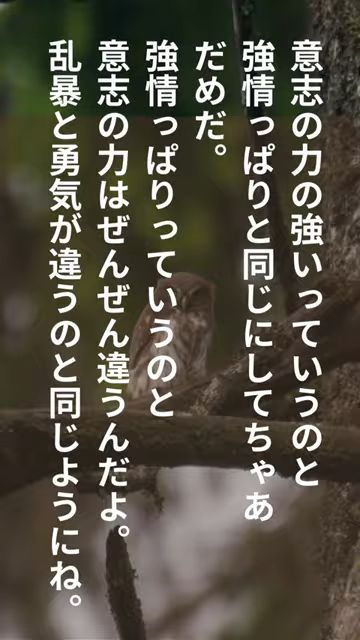 意志の力の強いっていうのと
強情っぱりと同じにしてちゃあ
だめだ。
強情っぱりっていうのと
意志の力はぜんぜん違うんだよ。
乱暴と勇気が違うのと同じようにね。